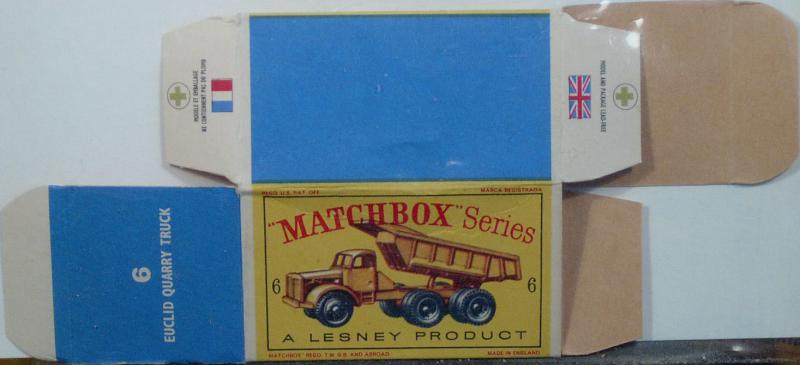 MODELE ET EMBALLAGE
NE CONTIENNENT PAS DU PLOMB
MODEL AND PACKAGE LEAD-FREE
6
EUCLID QUARRY TRUCK
REGD U.S. PAT. OFF.
MARCA REGISTRADA
"MATCHBOX" Series
6
6
A LESNEY PRODUCT
"MATCHBOX" REGD T.M. G.B. AND ABROAD
MADE IN ENGLAND